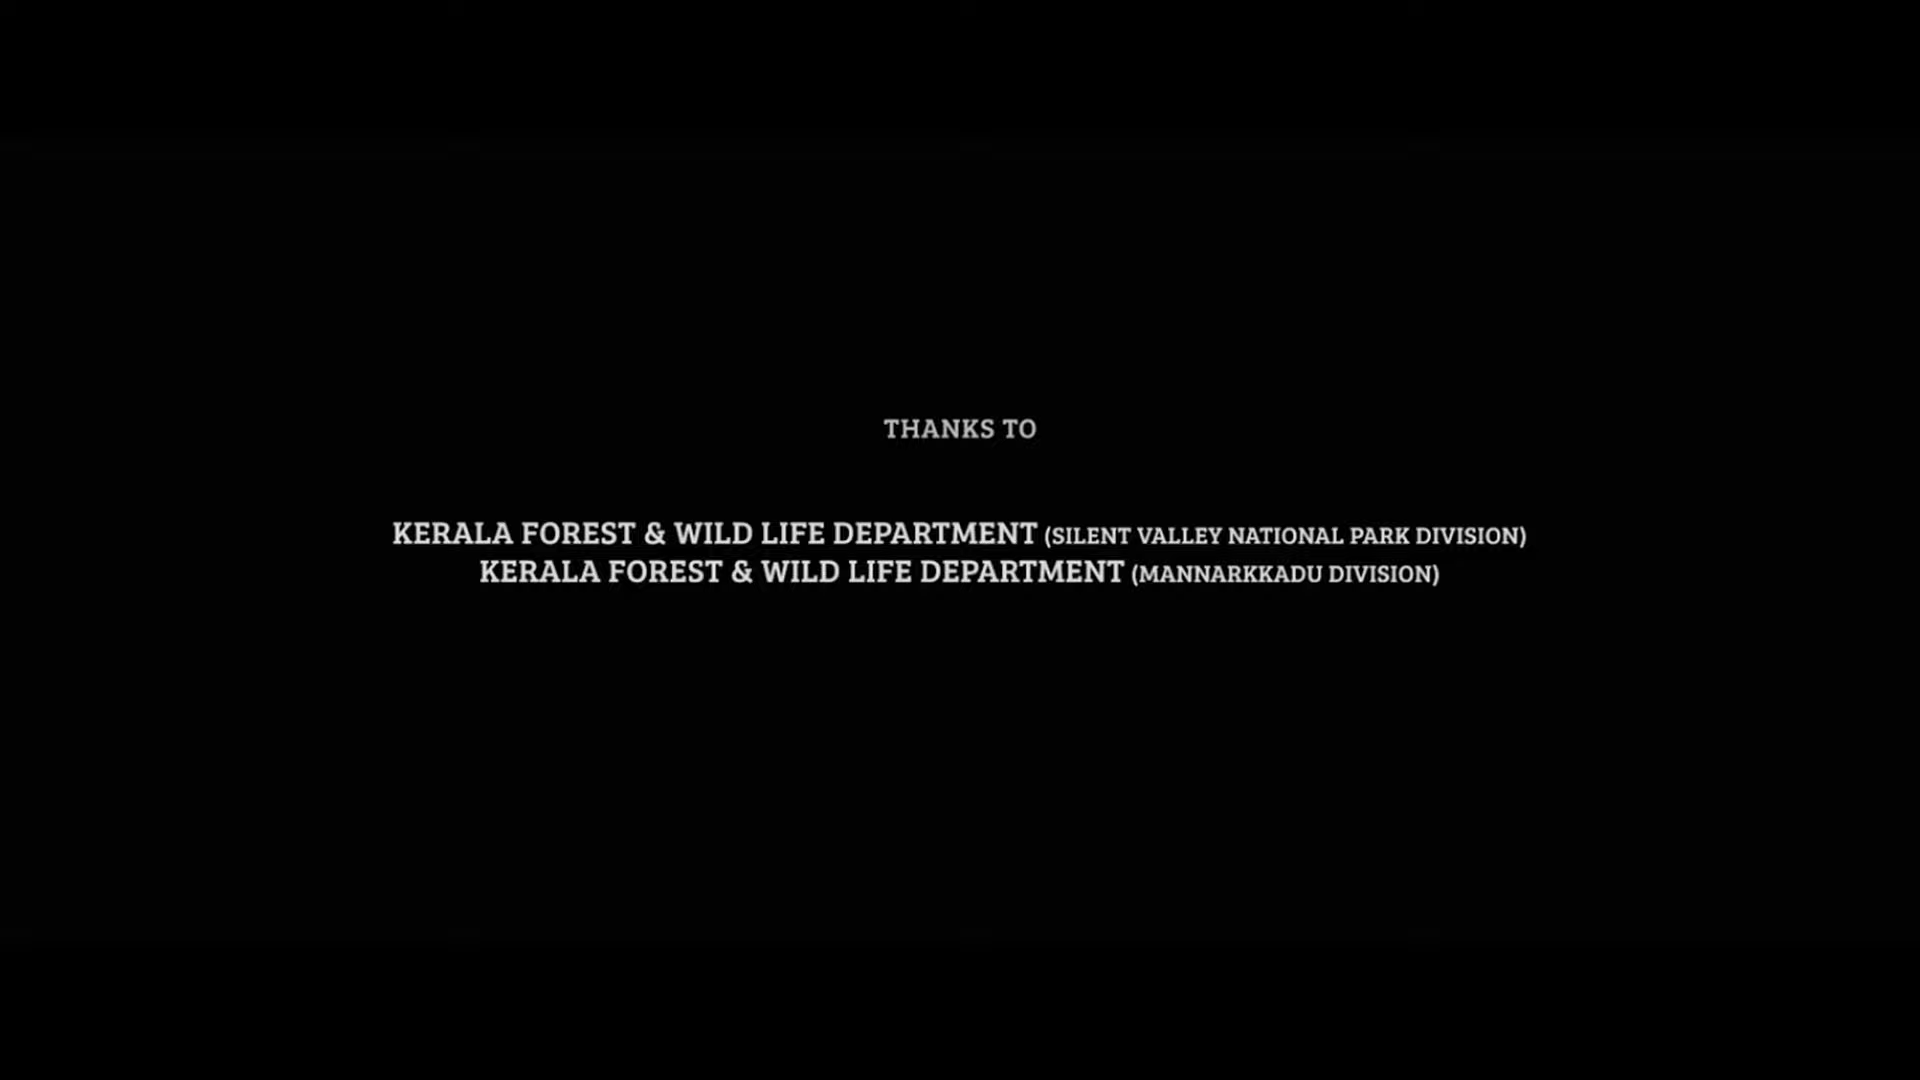 THANKS TO
KERALA FOREST & WILD LIFE DEPARTMENT (SILENT VALLEY NATIONAL PARK DIVISION)
KERALA FOREST & WILD LIFE DEPARTMENT (MANNARKKADU DIVISION)